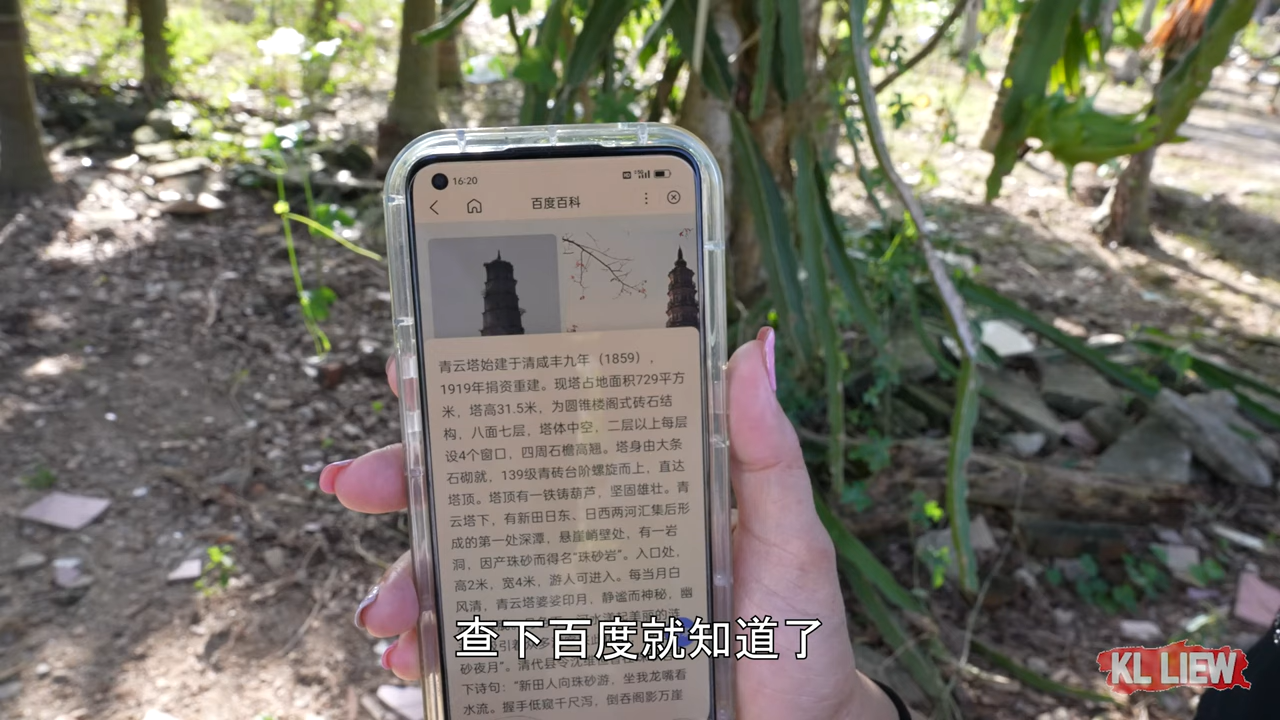 16:20
百度百科
青云塔始建于清咸丰九年（1859），
1919年捐资重建。现塔占地面积729平方
米，塔高31.5米，为圆锥楼阁式砖石结
构，八面七层，塔体中空，二层以上每层
设4个窗口，四周石檐高翘。塔身由大条
石砌就，139级青砖台阶螺旋而上，直达
塔顶。塔顶有一铁铸葫芦，坚固雄壮。青
云塔下，有新田日东、日西两河汇集后形
成的第一处深潭，悬崖峭壁处，有一岩
洞，因产珠砂而得名“珠砂岩”。入口处，
高2米，宽4米，游人可进入。每当月白
风清，青云塔婆娑印月，静谧而神秘，幽
起美丽的涟
查下百度就知道了
砂夜月”。清代县令沈维
下诗句：“新田人向珠砂游，坐我龙嘴看
水流。握手低窥千尺泻，倒吞阁影万崖
KL LIEW